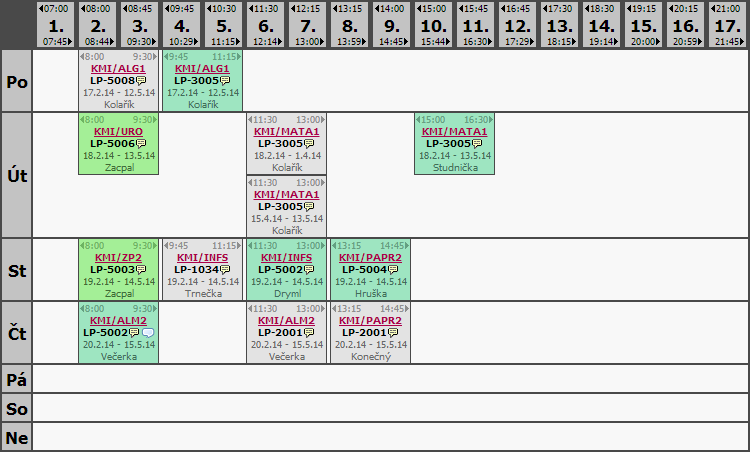 07:00 08:00 08:45 09:45 10:30 11:30 12:15 13:15 14:00 15:00 15:45 16:45 17:30 18:30 19:15 20:15 21:00
1. 2. 3. 4. 5. 6. 7. 8. 9. 10. 11. 12. 13. 14. 15. 16. 17.
07:45 08:44 09:30 10:29 11:15 12:14 13:00 13:59 14:45 15:44 16:30 17:29 18:15 19:14 20:00 20:59 21:45
Po
8:00 9:30
KMI/ALG1
LP-5008
17.2.14 - 12.5.14
Kolařík
9:45 11:15
KMI/ALG1
LP-3005
17.2.14 - 12.5.14
Kolařík
Út
8:00 9:30
KMI/URO
LP-5006
18.2.14 - 13.5.14
Zacpal
11:30 13:00
KMI/MATA1
LP-3005
18.2.14 - 1.4.14
Kolařík
11:30 13:00
KMI/MATA1
LP-3005
15.4.14 - 13.5.14
Kolařík
15:00 16:30
KMI/MATA1
LP-3005
18.2.14 - 13.5.14
Studnička
St
8:00 9:30
KMI/ZP2
LP-5003
19.2.14 - 14.5.14
Zacpal
9:45 11:15
KMI/INFS
LP-1034
19.2.14 - 14.5.14
Trnečka
11:30 13:00
KMI/INFS
LP-5002
19.2.14 - 14.5.14
Dryml
13:15 14:45
KMI/PAPR2
LP-5004
19.2.14 - 14.5.14
Hruška
Čt
8:00 9:30
KMI/ALM2
LP-5002
20.2.14 - 15.5.14
Večerka
11:30 13:00
KMI/ALM2
LP-2001
20.2.14 - 15.5.14
Večerka
13:15 14:45
KMI/PAPR2
LP-2001
20.2.14 - 15.5.14
Konečný
Pá
So
Ne